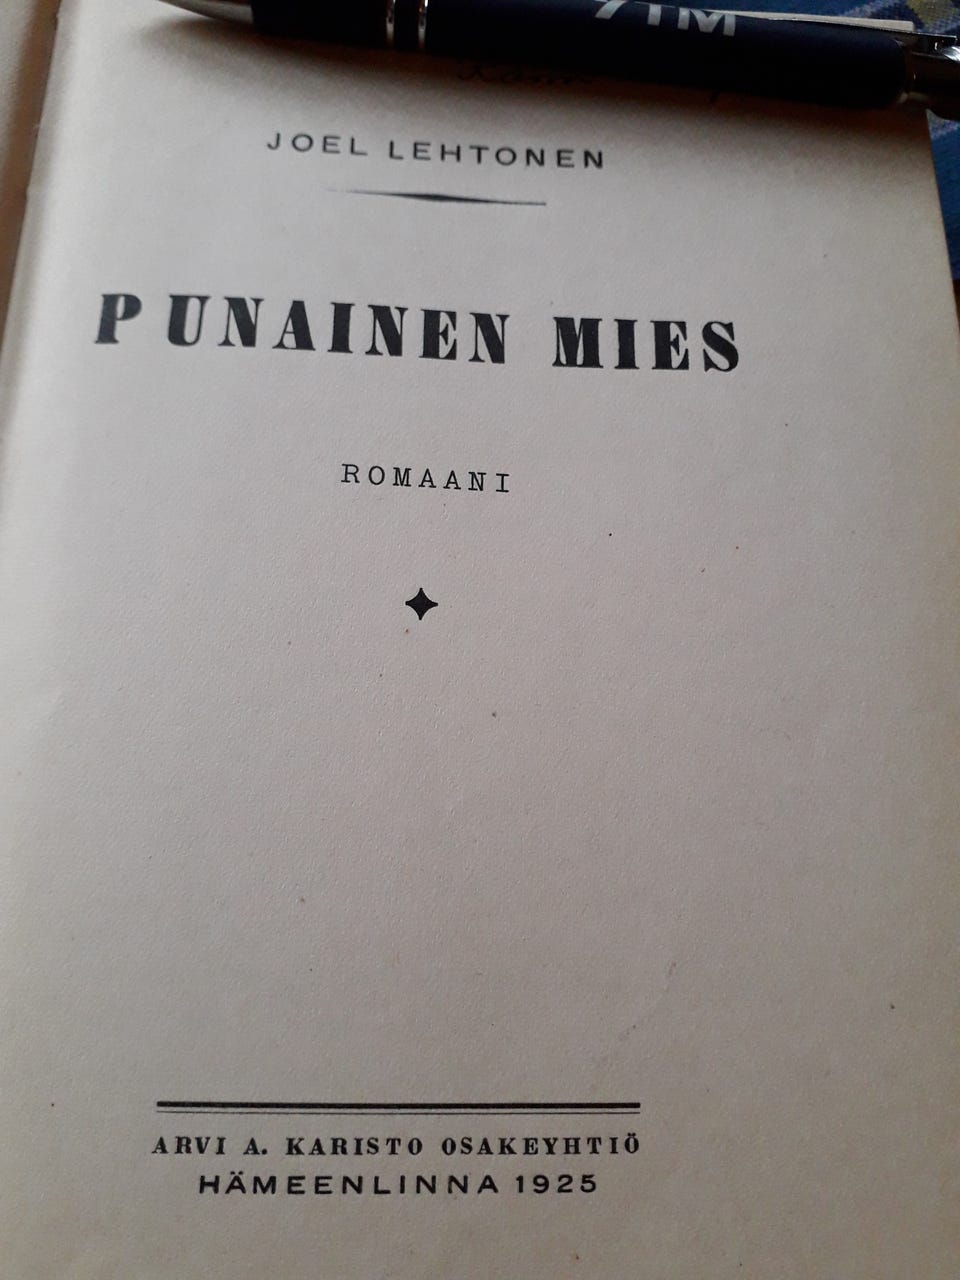 JOEL LEHTONEN
PUNAINEN MIES
ROMAANI
ARVI A. KARISTO OSAKEYHTIÖ
HÄMEENLINNA 1925